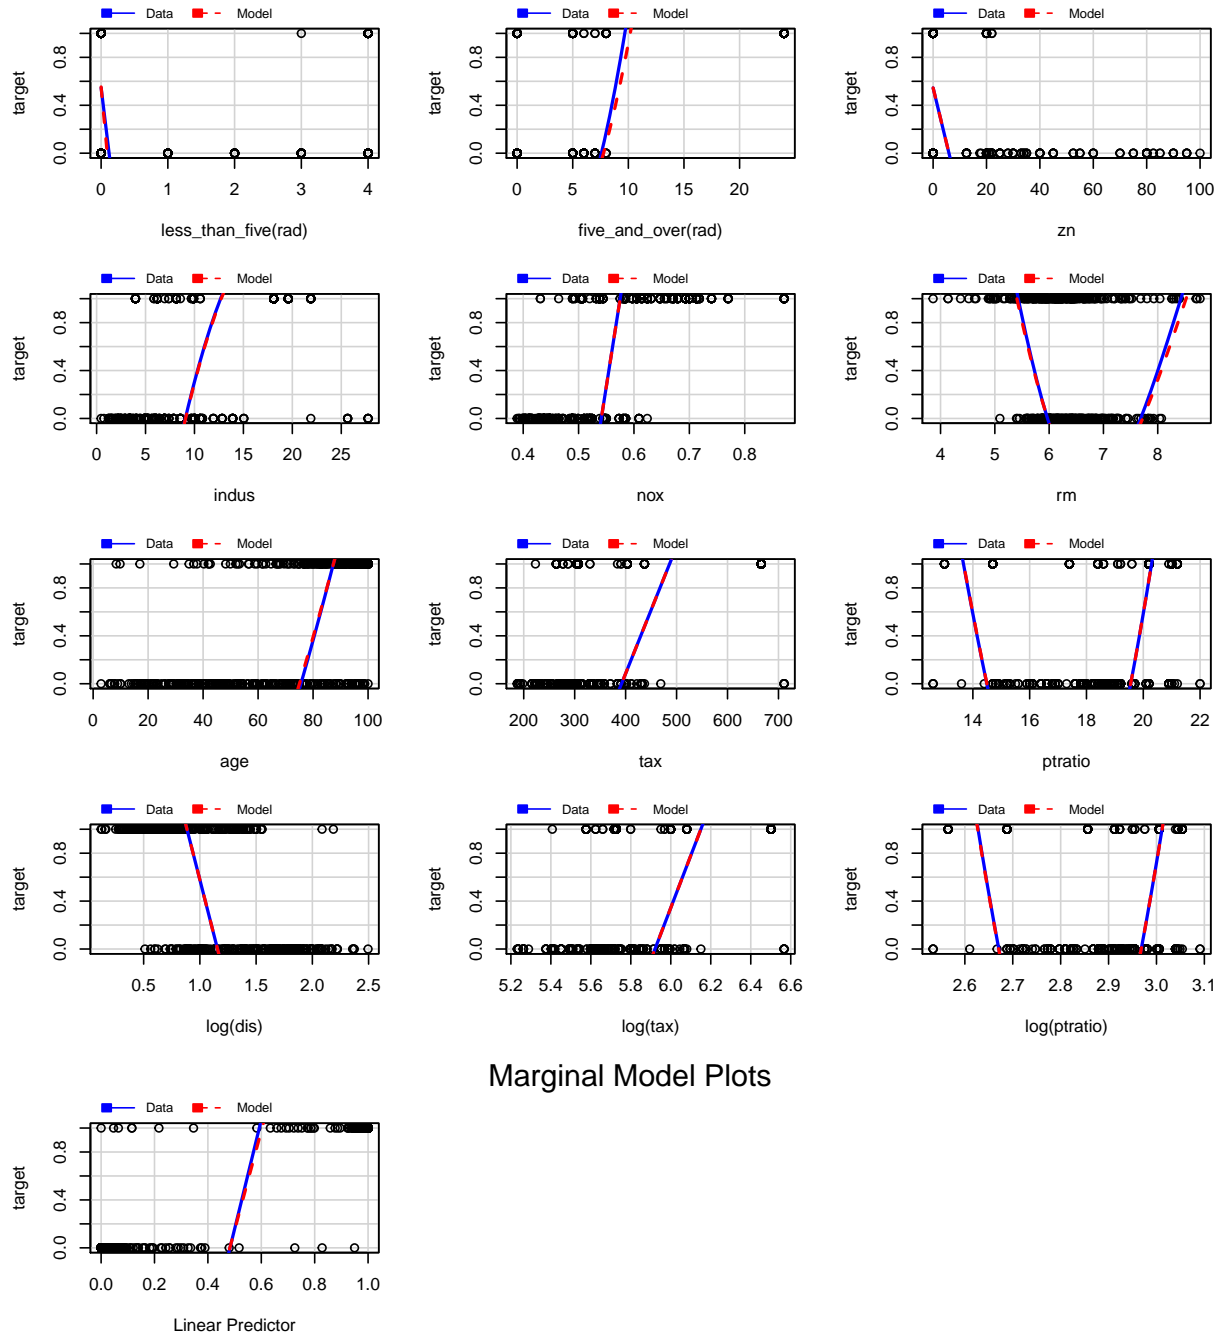 Data Model Data Model Data Model
target 0.0 0.4 0.8 target 0.0 0.4 0.8 target 0.0 0.4 0.8
0 1 2 3 4 0 5 10 15 20 0 20 40 60 80 100
less_than_five(rad) five_and_over(rad) zn
Data Model Data Model Data Model
target 0.0 0.4 0.8 target 0.0 0.4 0.8 target 0.0 0.4 0.8
0 5 10 15 20 25 0.4 0.5 0.6 0.7 0.8 4 5 6 7 8
indus nox rm
Data Model Data Model Data Model
target 0.0 0.4 0.8 target 0.0 0.4 0.8 target 0.0 0.4 0.8
0 20 40 60 80 100 200 300 400 500 600 700 14 16 18 20 22
age tax ptratio
Data Model Data Model Data Model
target 0.0 0.4 0.8 target 0.0 0.4 0.8 target 0.0 0.4 0.8
0.5 1.0 1.5 2.0 2.5 5.2 5.4 5.6 5.8 6.0 6.2 6.4 6.6 2.6 2.7 2.8 2.9 3.0 3.1
log(dis) log(tax) log(ptratio)
Marginal Model Plots
Data Model
target 0.0 0.4 0.8
0.0 0.2 0.4 0.6 0.8 1.0
Linear Predictor